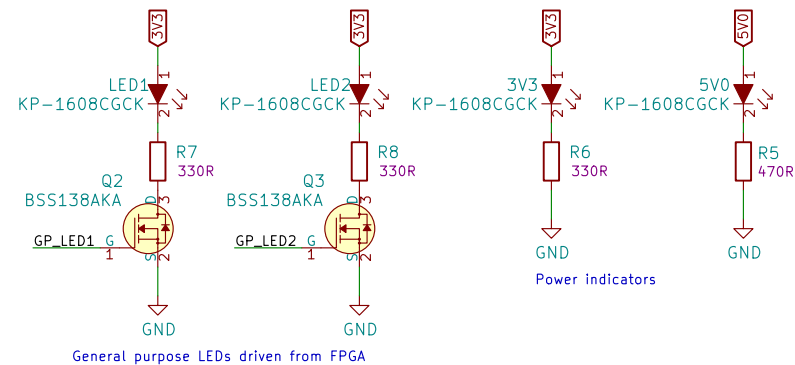 3V3
3V3
3V3
5V0
1
1
1
1
LED1
LED2
3V3
5V0
KP-1608CGCK
KP-1608CGCK
KP-1608CGCK
KP-1608CGCK
2
2
2
2
R7
R8
R6
R5
330R
330R
330R
470R
Q2
Q3
BSS138AKA
D
3
BSS138AKA
D
3
GP_LED1
G
GP_LED2
G
1
S
2
1
S
2
GND
GND
Power indicators
GND
GND
General purpose LEDs driven from FPGA